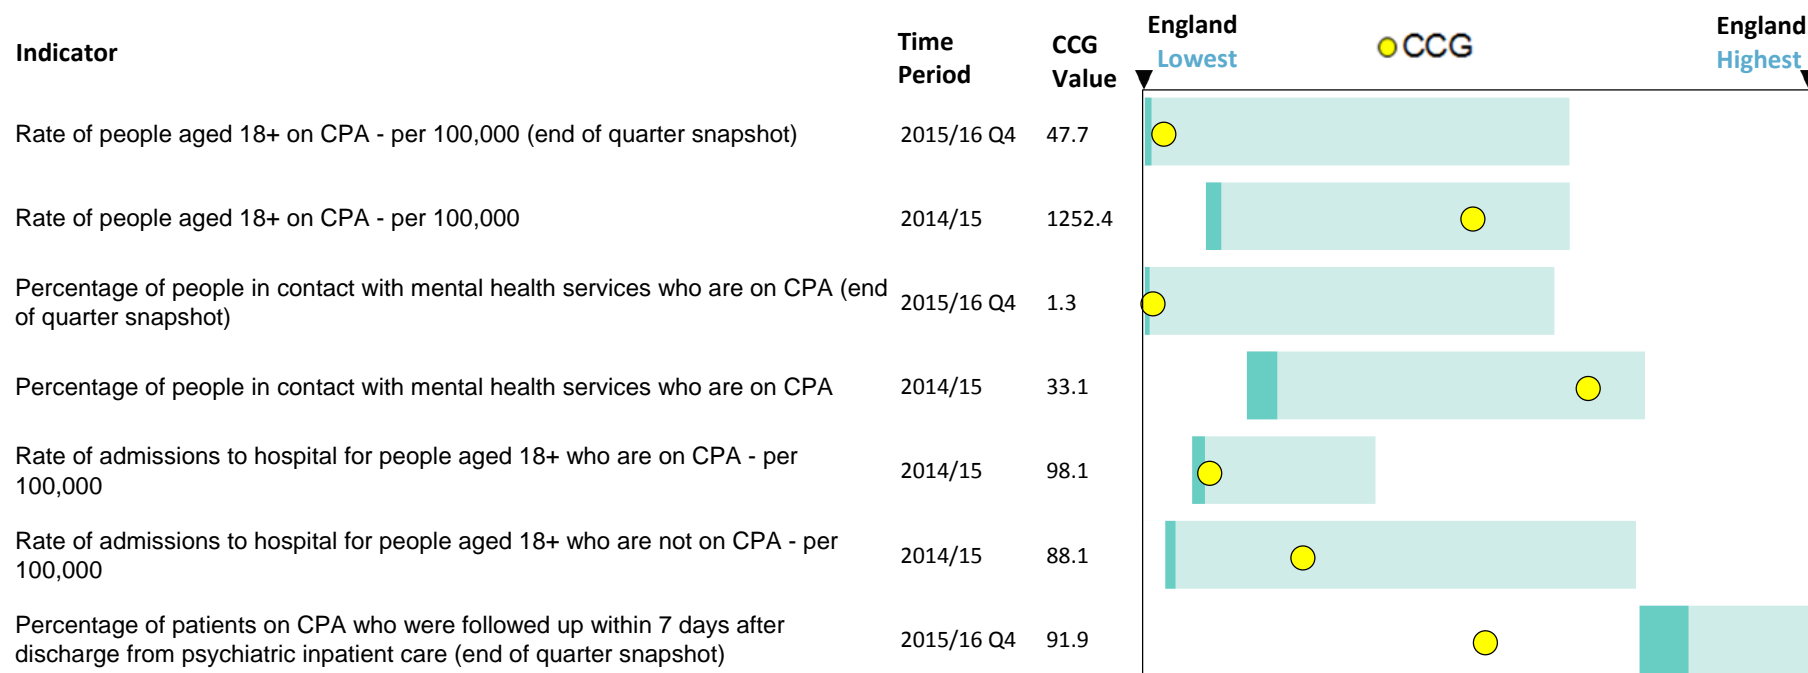 Indicator
Time
Period
CCG
Value
England
Lowest
CCG
England
Highest
Rate of people aged 18+ on CPA - per 100,000 (end of quarter snapshot)
2015/16 Q4
47.7
Rate of people aged 18+ on CPA - per 100,000
2014/15
1252.4
Percentage of people in contact with mental health services who are on CPA (end
of quarter snapshot)
2015/16 Q4
1.3
Percentage of people in contact with mental health services who are on CPA
2014/15
33.1
Rate of admissions to hospital for people aged 18+ who are on CPA - per
100,000
2014/15
98.1
Rate of admissions to hospital for people aged 18+ who are not on CPA - per
100,000
2014/15
88.1
Percentage of patients on CPA who were followed up within 7 days after
discharge from psychiatric inpatient care (end of quarter snapshot)
2015/16 Q4
91.9